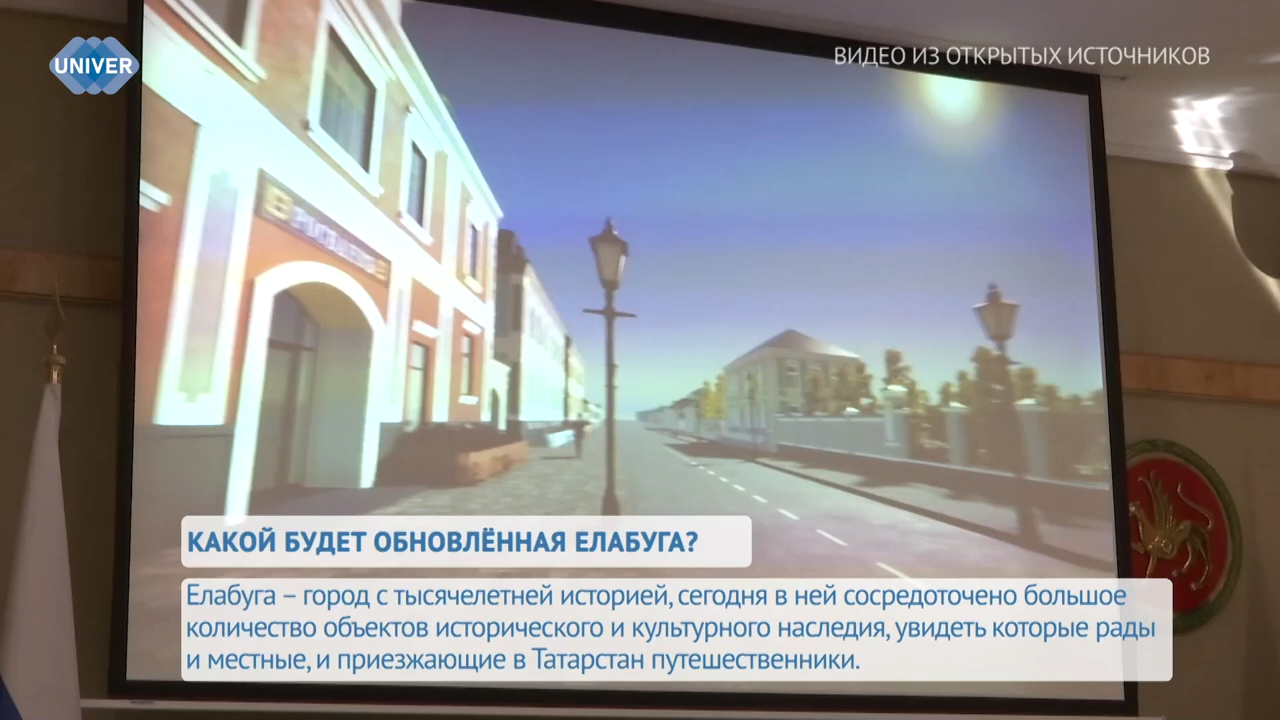 UNIVER
ВИДЕО ИЗ ОТКРЫТЫХ ИСТОЧНИКОВ
КАКОЙ БУДЕТ ОБНОВЛЁННАЯ ЕЛАБУГА?
Елабуга – город с тысячелетней историей, сегодня в ней сосредоточено большое
количество объектов исторического и культурного наследия, увидеть которые рады
и местные, и приезжающие в Татарстан путешественники.